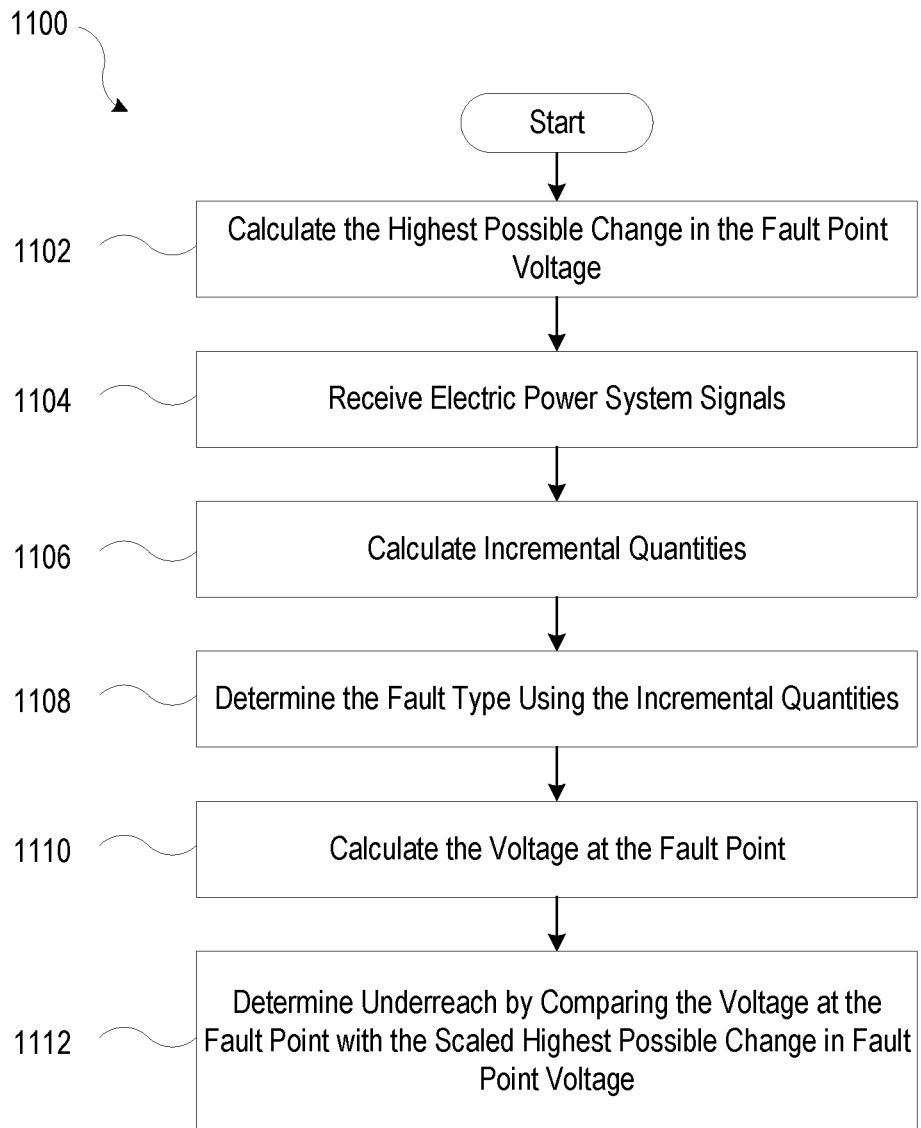 1100
Start
1102
Calculate the Highest Possible Change in the Fault Point
Voltage
1104
Receive Electric Power System Signals
1106
Calculate Incremental Quantities
1108
Determine the Fault Type Using the Incremental Quantities
1110
Calculate the Voltage at the Fault Point
1112
Determine Underreach by Comparing the Voltage at the
Fault Point with the Scaled Highest Possible Change in Fault
Point Voltage